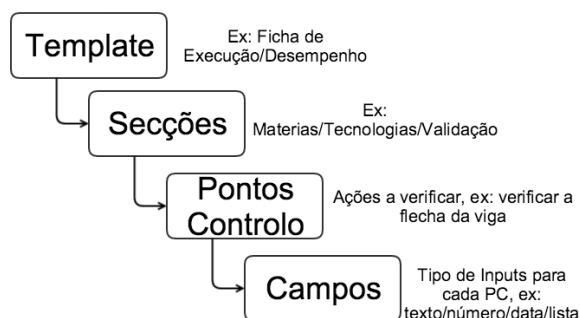 Template
Ex: Ficha de
Execução/Desempenho
Secções
Ex:
Materias/Tecnologias/Validação
Pontos
Controlo
Ações a verificar, ex: verificar a
flecha da viga
Campos
Tipo de Inputs para
cada PC, ex:
texto/número/data/lista